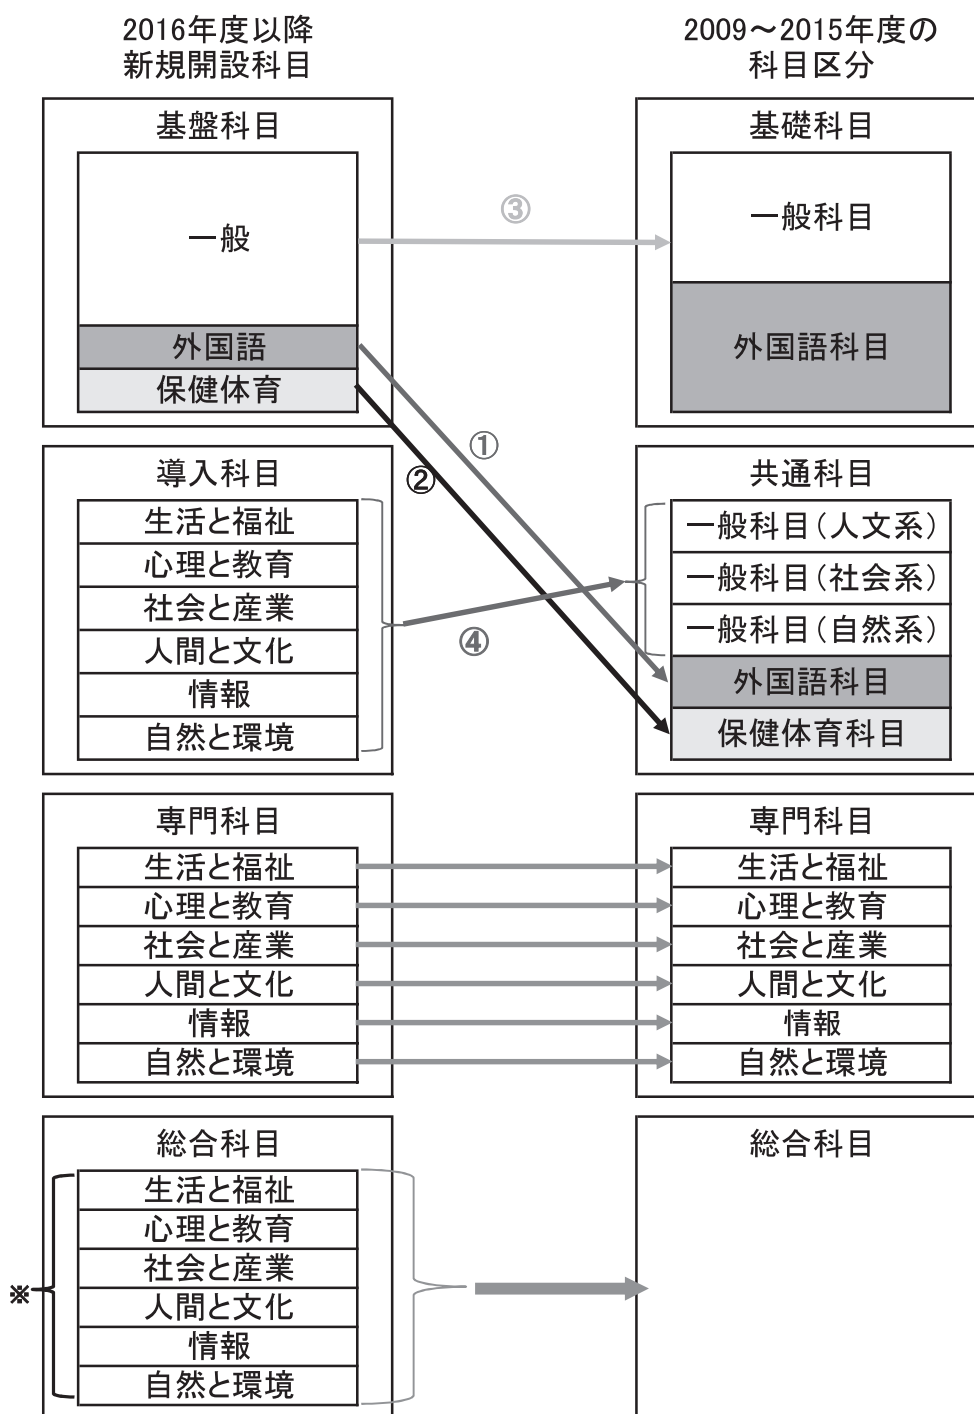 2016年度以降
新規開設科目
2009～2015年度の
科目区分
基盤科目
一般
外国語
保健体育
③
基礎科目
一般科目
外国語科目
①
②
導入科目
生活と福祉
心理と教育
社会と産業
人間と文化
情報
自然と環境
④
共通科目
一般科目（人文系）
一般科目（社会系）
一般科目（自然系）
外国語科目
保健体育科目
専門科目
生活と福祉
心理と教育
社会と産業
人間と文化
情報
自然と環境
専門科目
生活と福祉
心理と教育
社会と産業
人間と文化
情報
自然と環境
総合科目
生活と福祉
心理と教育
社会と産業
※
人間と文化
情報
自然と環境
総合科目